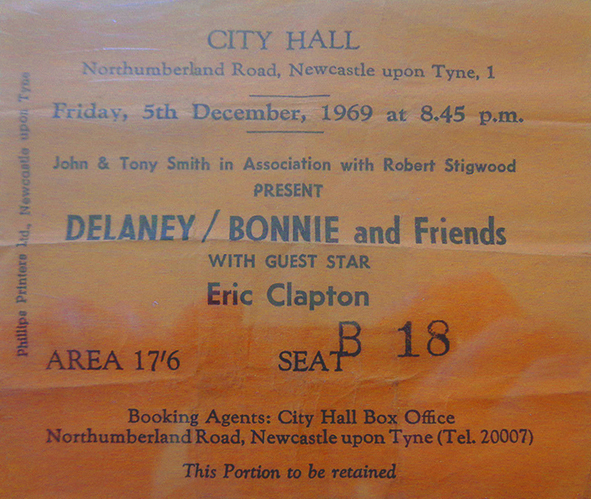 CITY HALL
Northumberland Road, Newcastle upon Tyne, 1
Friday, 5th December, 1969 at 8.45 p.m.
John & Tony Smith in Association with Robert Stigwood
PRESENT
DELANEY / BONNIE and Friends
WITH GUEST STAR
Eric Clapton
AREA 17'6 SEAT B 18
Booking Agents: City Hall Box Office
Northumberland Road, Newcastle upon Tyne (Tel. 20007)
This Portion to be retained
Phillips Printers Ltd., Newcastle upon Tyne